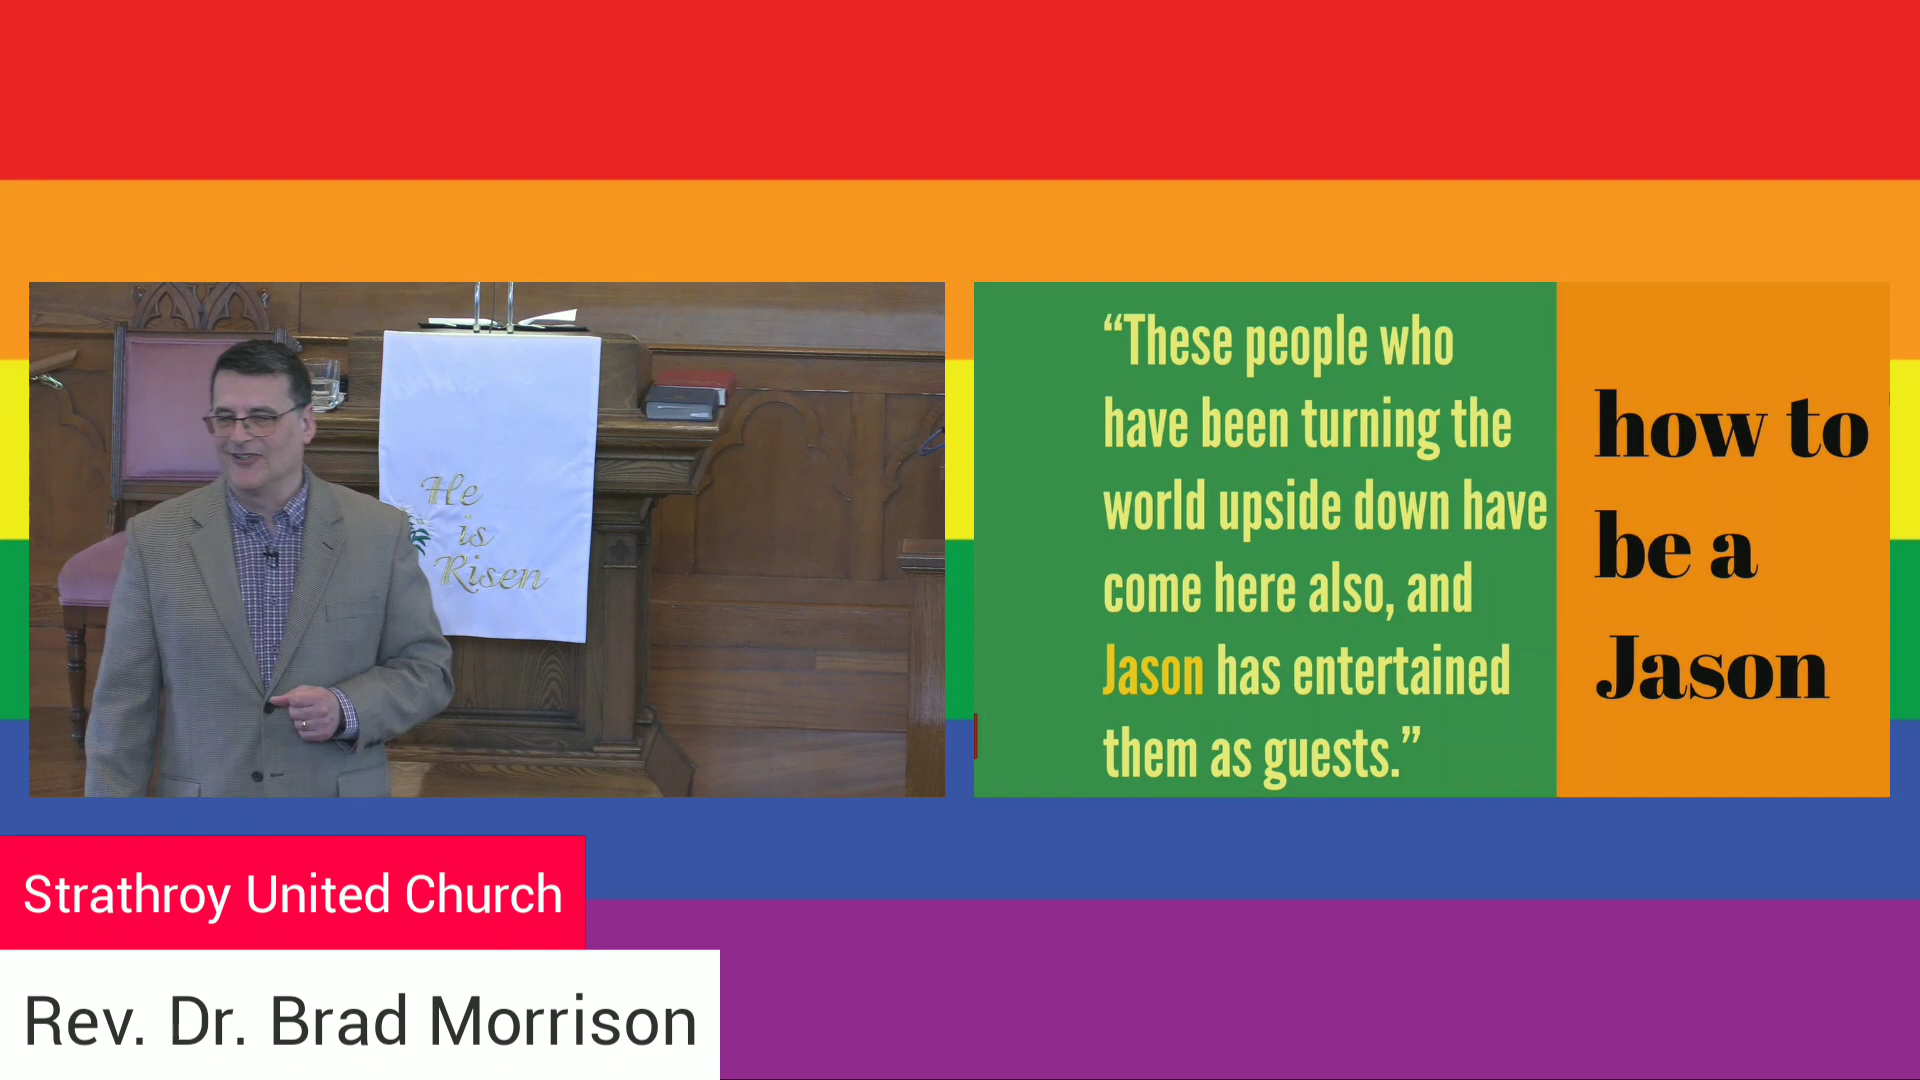 He
is
Risen
“These people who
have been turning the
world upside down have
come here also, and
Jason has entertained
them as guests.”
how to
be a
Jason
Strathroy United Church
Rev. Dr. Brad Morrison